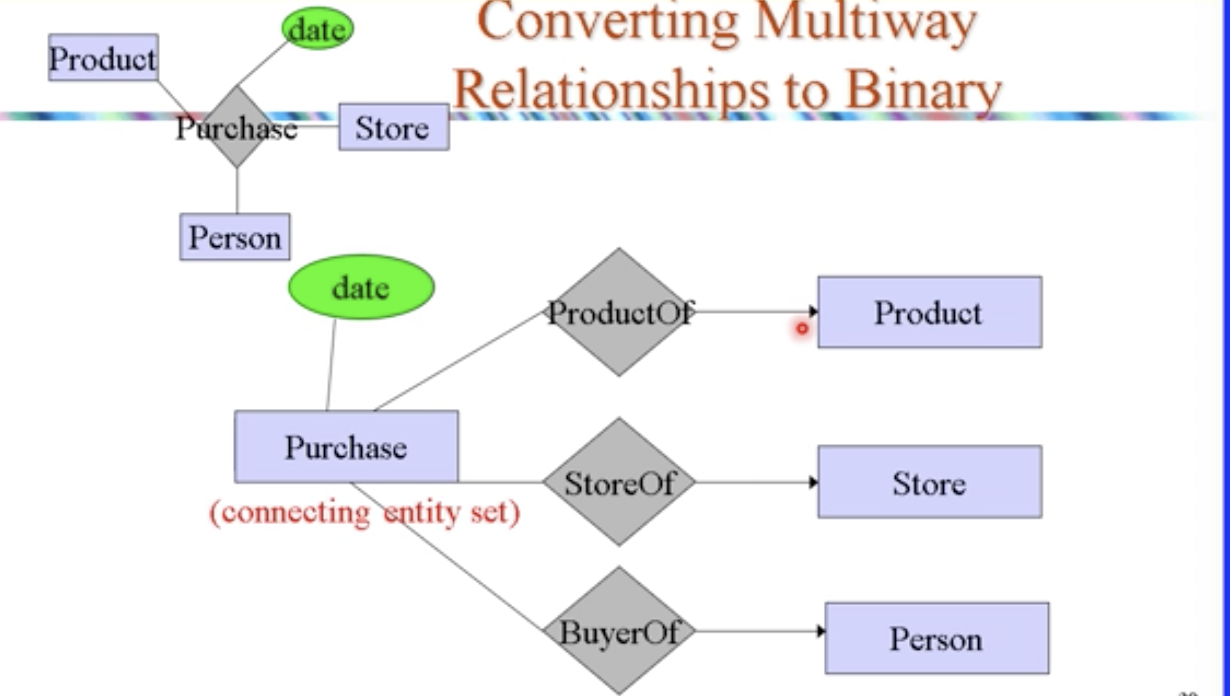 Converting Multiway
Relationships to Binary
date
Product
Purchase
Store
Person
date
ProductOf
Product
Purchase
(connecting entity set)
StoreOf
Store
BuyerOf
Person